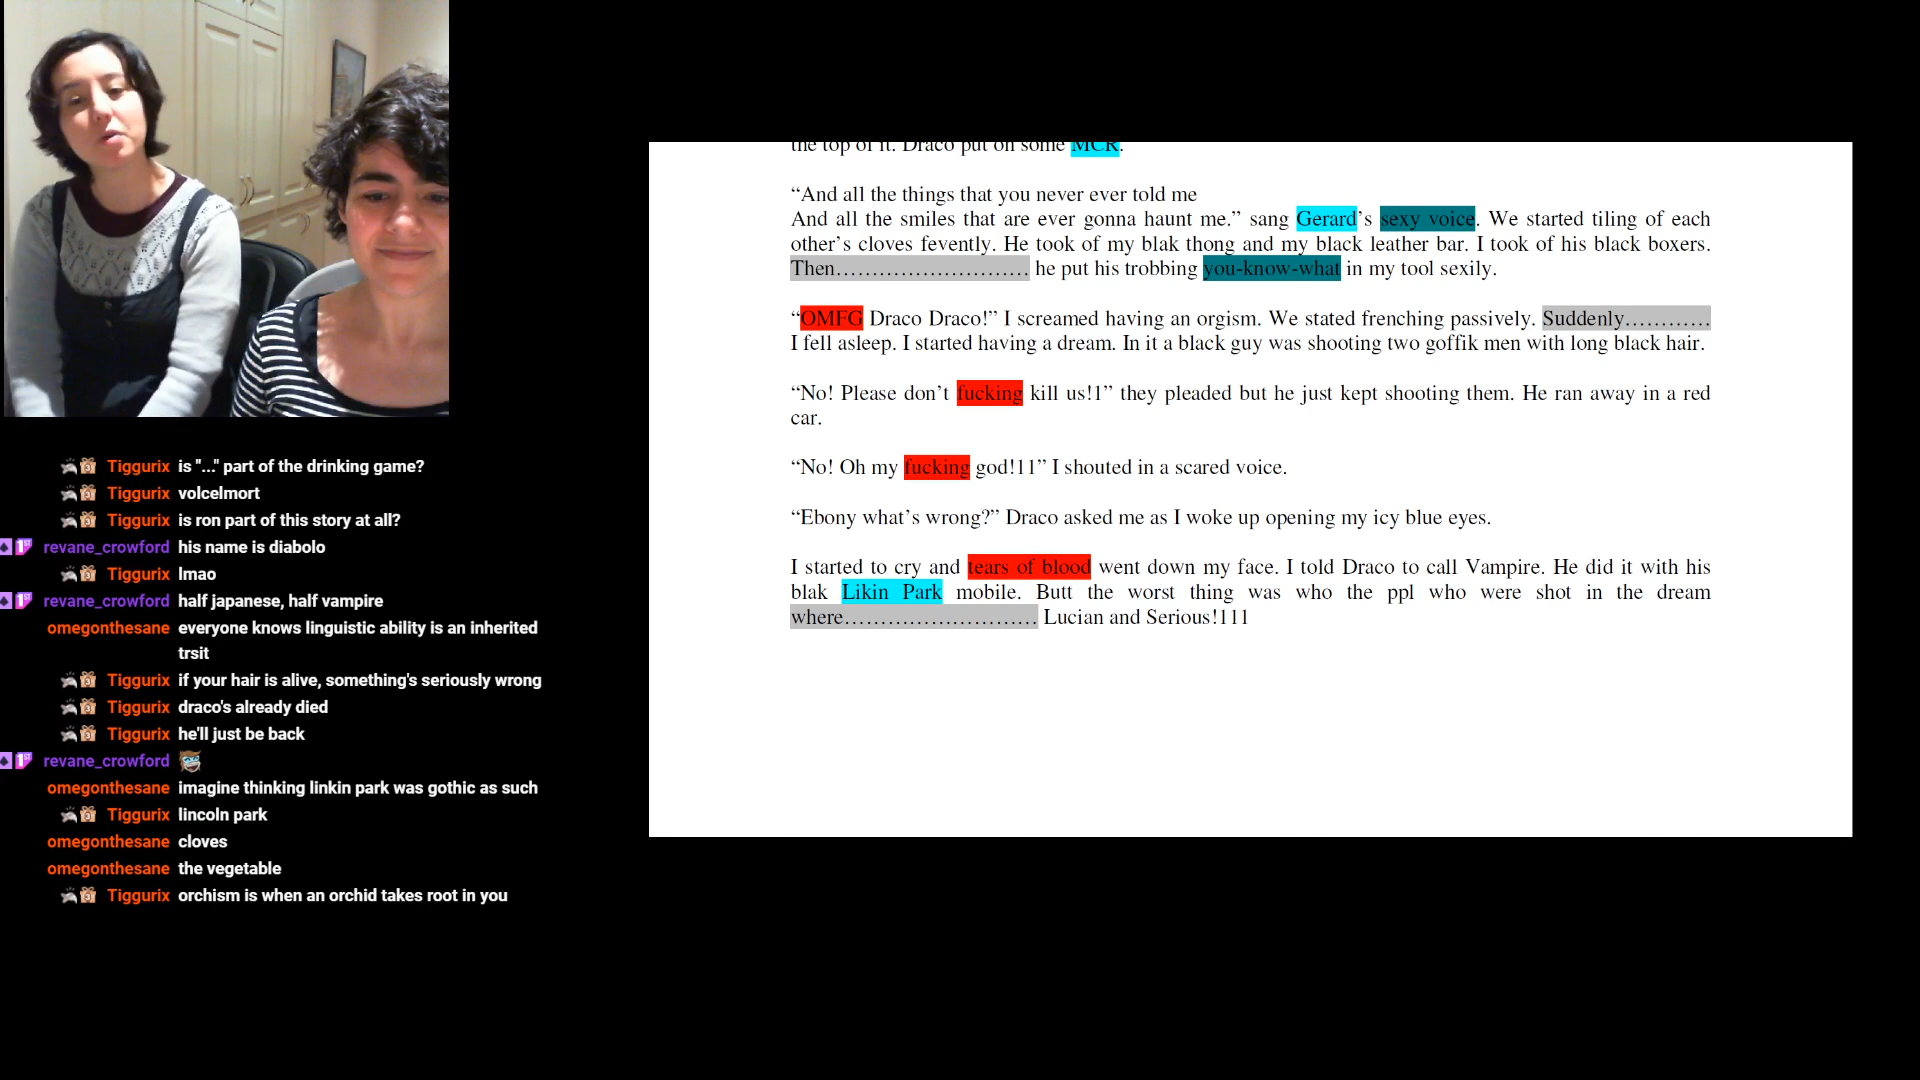 the top of it. Draco put on some MCR.
“And all the things that you never ever told me
And all the smiles that are ever gonna haunt me.” sang Gerard’s sexy voice. We started tiling of each
other’s cloves fevently. He took of my blak thong and my black leather bar. I took of his black boxers.
Then……………………… he put his trobbing you-know-what in my tool sexily.
“OMFG Draco Draco!” I screamed having an orgism. We stated frenching passively. Suddenly…………
I fell asleep. I started having a dream. In it a black guy was shooting two goffik men with long black hair.
“No! Please don’t fucking kill us!1” they pleaded but he just kept shooting them. He ran away in a red
car.
“No! Oh my fucking god!11” I shouted in a scared voice.
“Ebony what’s wrong?” Draco asked me as I woke up opening my icy blue eyes.
I started to cry and tears of blood went down my face. I told Draco to call Vampire. He did it with his
blak Likin Park mobile. Butt the worst thing was who the ppl who were shot in the dream
where……………………… Lucian and Serious!111
Tiggurix is "..." part of the drinking game?
Tiggurix volcelmort
Tiggurix is ron part of this story at all?
revane_crowford his name is diabolo
Tiggurix lmao
revane_crowford half japanese, half vampire
omegonthesane everyone knows linguistic ability is an inherited
trsit
Tiggurix if your hair is alive, something's seriously wrong
Tiggurix draco's already died
Tiggurix he'll just be back
revane_crowford
omegonthesane imagine thinking linkin park was gothic as such
Tiggurix lincoln park
omegonthesane cloves
omegonthesane the vegetable
Tiggurix orchism is when an orchid takes root in you